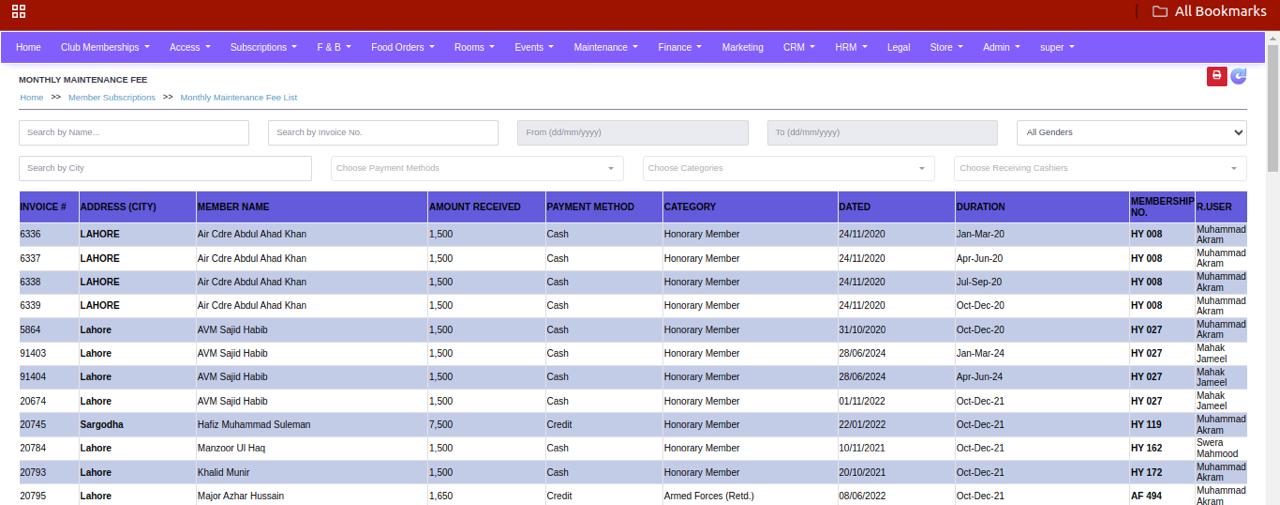 All Bookmarks
Home Club Memberships Access Subscriptions F & B Food Orders Rooms Events Maintenance Finance Marketing CRM HRM Legal Store Admin super
MONTHLY MAINTENANCE FEE
Home >> Member Subscriptions >> Monthly Maintenance Fee List
Search by Name... Search by Invoice No. From (dd/mm/yyyy) To (dd/mm/yyyy) All Genders
Search by City Choose Payment Methods Choose Categories Choose Receiving Cashiers
INVOICE # ADDRESS (CITY) MEMBER NAME AMOUNT RECEIVED PAYMENT METHOD CATEGORY DATED DURATION MEMBERSHIP NO. R.USER
6336 LAHORE Air Cdre Abdul Ahad Khan 1,500 Cash Honorary Member 24/11/2020 Jan-Mar-20 HY 008 Muhammad Akram
6337 LAHORE Air Cdre Abdul Ahad Khan 1,500 Cash Honorary Member 24/11/2020 Apr-Jun-20 HY 008 Muhammad Akram
6338 LAHORE Air Cdre Abdul Ahad Khan 1,500 Cash Honorary Member 24/11/2020 Jul-Sep-20 HY 008 Muhammad Akram
6339 LAHORE Air Cdre Abdul Ahad Khan 1,500 Cash Honorary Member 24/11/2020 Oct-Dec-20 HY 008 Muhammad Akram
5864 Lahore AVM Sajid Habib 1,500 Cash Honorary Member 31/10/2020 Oct-Dec-20 HY 027 Muhammad Akram
91403 Lahore AVM Sajid Habib 1,500 Cash Honorary Member 28/06/2024 Jan-Mar-24 HY 027 Mahak Jameel
91404 Lahore AVM Sajid Habib 1,500 Cash Honorary Member 28/06/2024 Apr-Jun-24 HY 027 Mahak Jameel
20674 Lahore AVM Sajid Habib 1,500 Cash Honorary Member 01/11/2022 Oct-Dec-21 HY 027 Mahak Jameel
20745 Sargodha Hafiz Muhammad Suleman 7,500 Credit Honorary Member 22/01/2022 Oct-Dec-21 HY 119 Muhammad Akram
20784 Lahore Manzoor Ul Haq 1,500 Cash Honorary Member 10/11/2021 Oct-Dec-21 HY 162 Swera Mahmood
20793 Lahore Khalid Munir 1,500 Cash Honorary Member 20/10/2021 Oct-Dec-21 HY 172 Muhammad Akram
20795 Lahore Major Azhar Hussain 1,650 Credit Armed Forces (Retd.) 08/06/2022 Oct-Dec-21 AF 494 Muhammad Akram